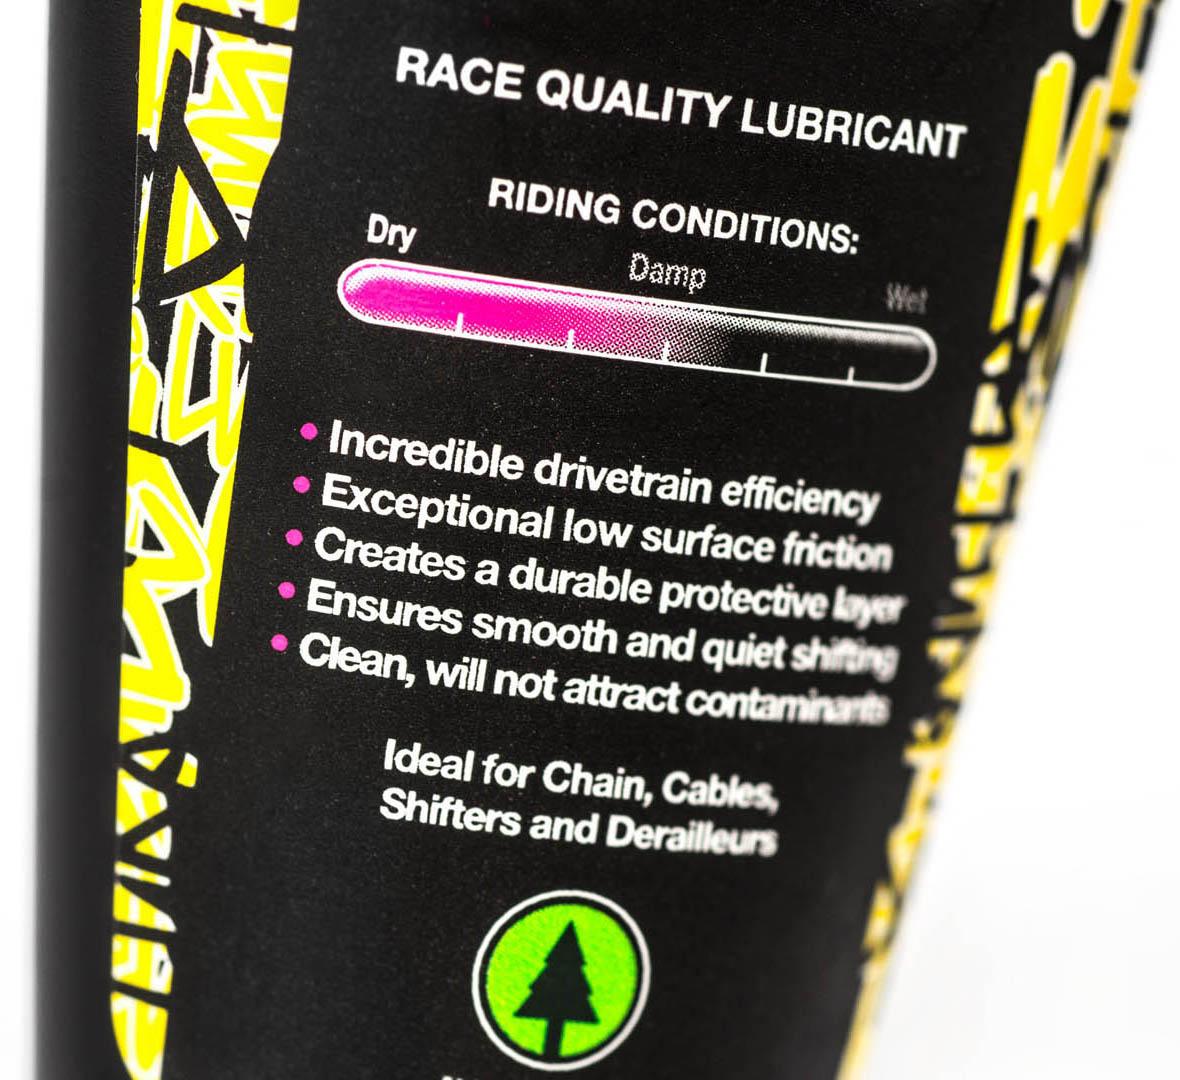 RACE QUALITY LUBRICANT
RIDING CONDITIONS:
Dry Damp Wet
Incredible drivetrain efficiency
Exceptional low surface friction
Creates a durable protective layer
Ensures smooth and quiet shifting
Clean, will not attract contaminants
Ideal for Chain, Cables,
Shifters and Derailleurs